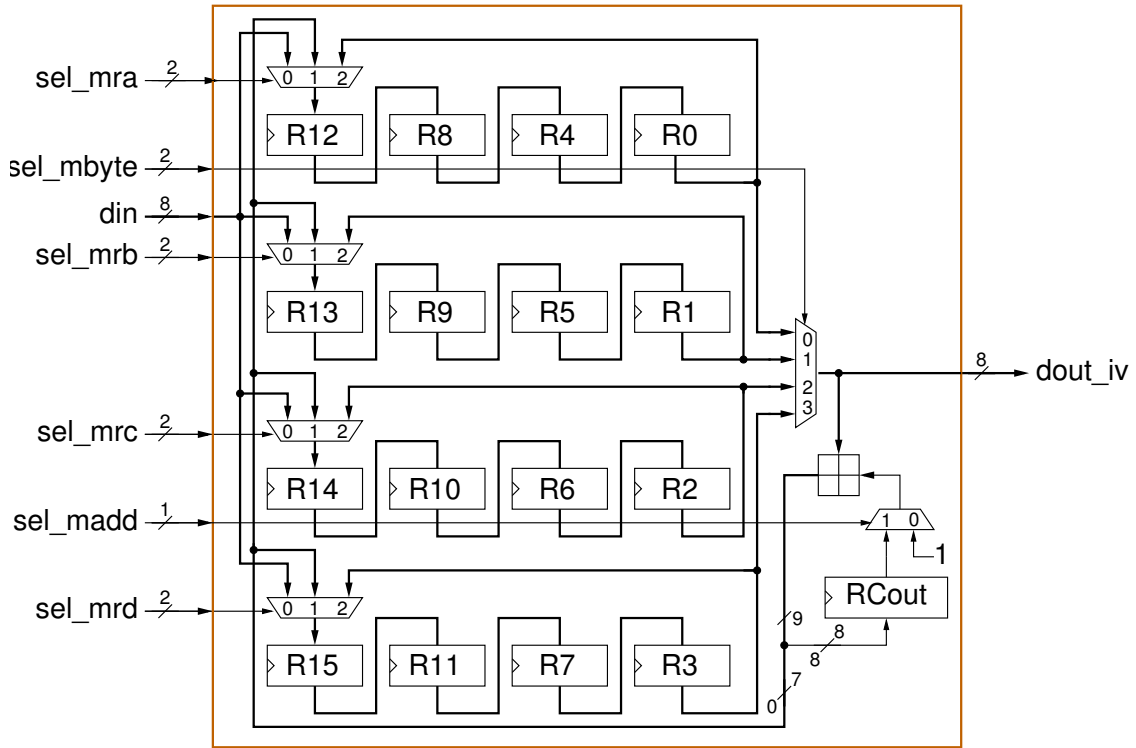 sel_mra 2 0 1 2
R12 R8 R4 R0
sel_mbyte 2
din 8
sel_mrb 2 0 1 2
R13 R9 R5 R1
0
1
2
3
8 dout_iv
sel_mrc 2 0 1 2
R14 R10 R6 R2
sel_madd 1 1 0
1
RCout
sel_mrd 2 0 1 2
9
8
8
R15 R11 R7 R3
7
0